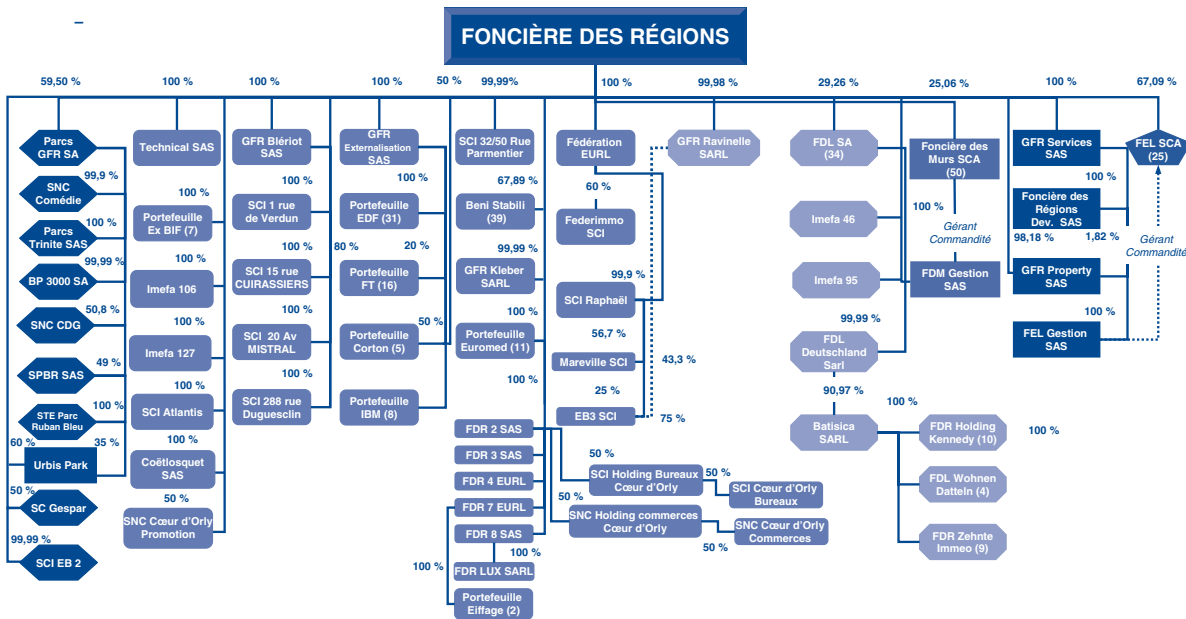 –
FONCIÈRE DES RÉGIONS
59,50 %
100 %
100 %
100 %
50 %
99,99%
100 %
99,98 %
29,26 %
25,06 %
100 %
67,09 %
Parcs
GFR SA
99,9 %
SNC
Comédie
100 %
Parcs
Trinite SAS
99,99 %
BP 3000 SA
50,8 %
SNC CDG
49 %
SPBR SAS
100 %
STE Parc
Ruban Bleu
60 %
35 %
Urbis Park
50 %
SC Gespar
99,99 %
SCI EB 2
Technical SAS
100 %
Portefeuille
Ex BIF (7)
100 %
Imefa 106
100 %
Imefa 127
100 %
SCI Atlantis
100 %
Coëtlosquet
SAS
50 %
SNC Cœur d'Orly
Promotion
GFR Blériot
SAS
100 %
SCI 1 rue
de Verdun
100 %
SCI 15 rue
CUIRASSIERS
100 %
SCI 20 Av
MISTRAL
100 %
SCI 288 rue
Duguesclin
80 %
GFR
Externalisation
SAS
100 %
Portefeuille
EDF (31)
20 %
Portefeuille
FT (16)
50 %
Portefeuille
Corton (5)
Portefeuille
IBM (8)
SCI 32/50 Rue
Parmentier
67,89 %
Beni Stabili
(39)
99,99 %
GFR Kleber
SARL
100 %
Portefeuille
Euromed (11)
100 %
FDR 2 SAS
FDR 3 SAS
FDR 4 EURL
FDR 7 EURL
FDR 8 SAS
100 %
FDR LUX SARL
100 %
Portefeuille
Eiffage (2)
Fédération
EURL
60 %
Federimmo
SCI
99,9 %
SCI Raphaël
56,7 %
Mareville SCI
25 %
EB3 SCI
43,3 %
75 %
50 %
SCI Holding Bureaux
Cœur d'Orly
50 %
SCI Cœur d'Orly
Bureaux
50 %
SNC Holding commerces
Cœur d'Orly
SNC Cœur d'Orly
Commerces
50 %
GFR Ravinelle
SARL
FDL SA
(34)
Imefa 46
Imefa 95
99,99 %
FDL
Deutschland
Sarl
90,97 %
Batisica
SARL
100 %
FDR Holding
Kennedy (10)
100 %
FDL Wohnen
Datteln (4)
FDR Zehnte
Immeo (9)
Foncière des
Murs SCA
(50)
100 %
Gérant
Commandité
FDM Gestion
SAS
GFR Services
SAS
100 %
Foncière des
Régions
Dev. SAS
98,18 %
1,82 %
GFR Property
SAS
100 %
FEL Gestion
SAS
FEL SCA
(25)
Gérant
Commandité